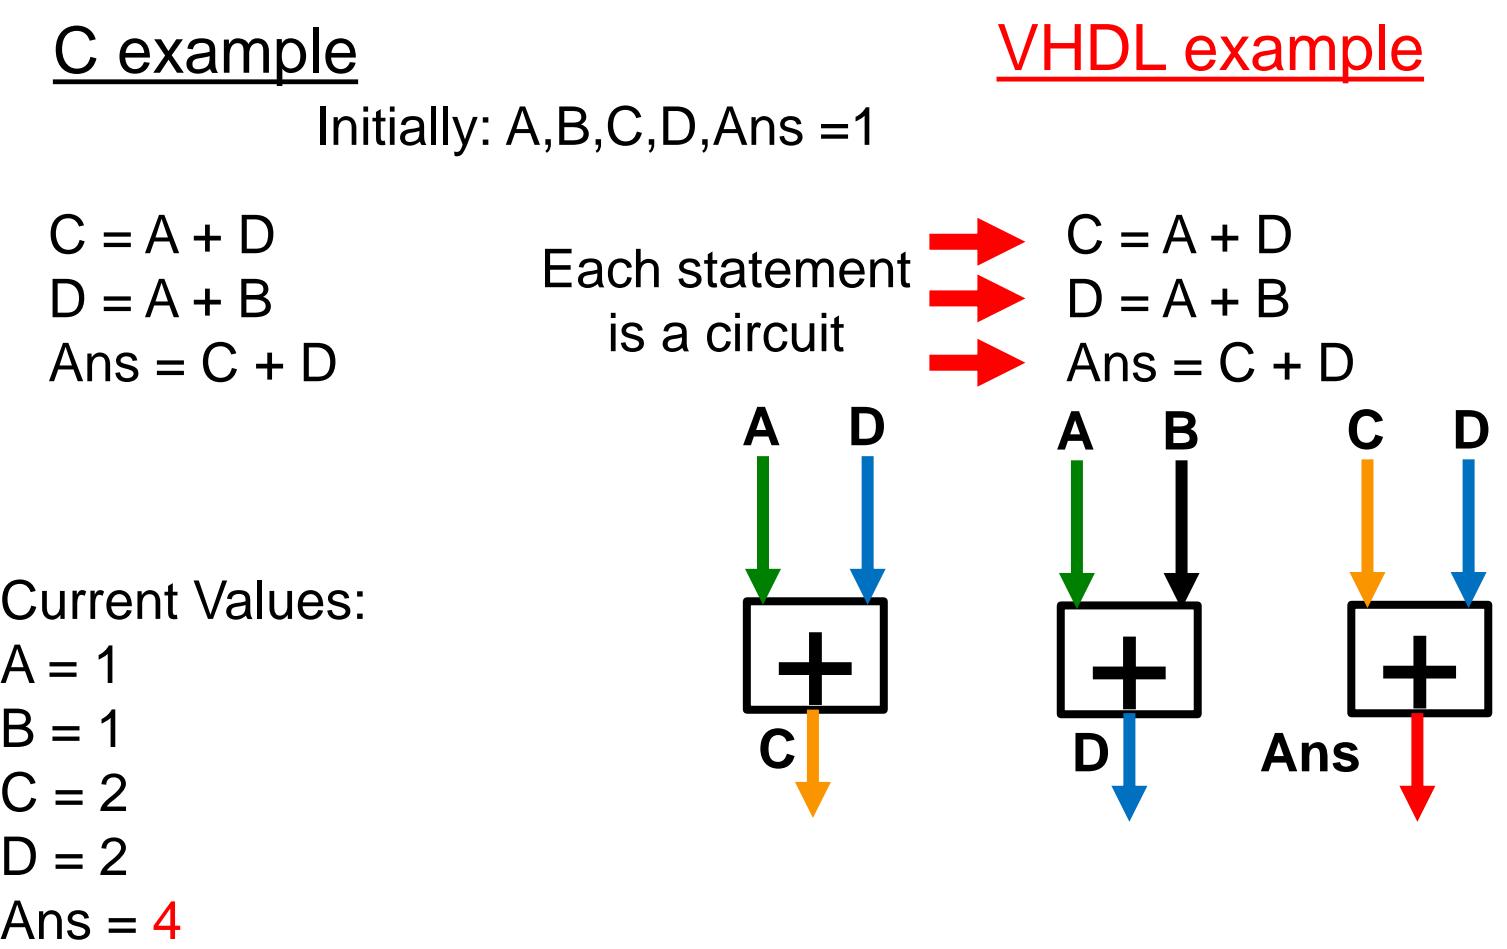 C example
VHDL example
Initially: A,B,C,D,Ans =1
C = A + D
D = A + B
Ans = C + D
Each statement
is a circuit
C = A + D
D = A + B
Ans = C + D
A D
A B
C D
+
+
+
C
D
Ans
Current Values:
A = 1
B = 1
C = 2
D = 2
Ans = 4